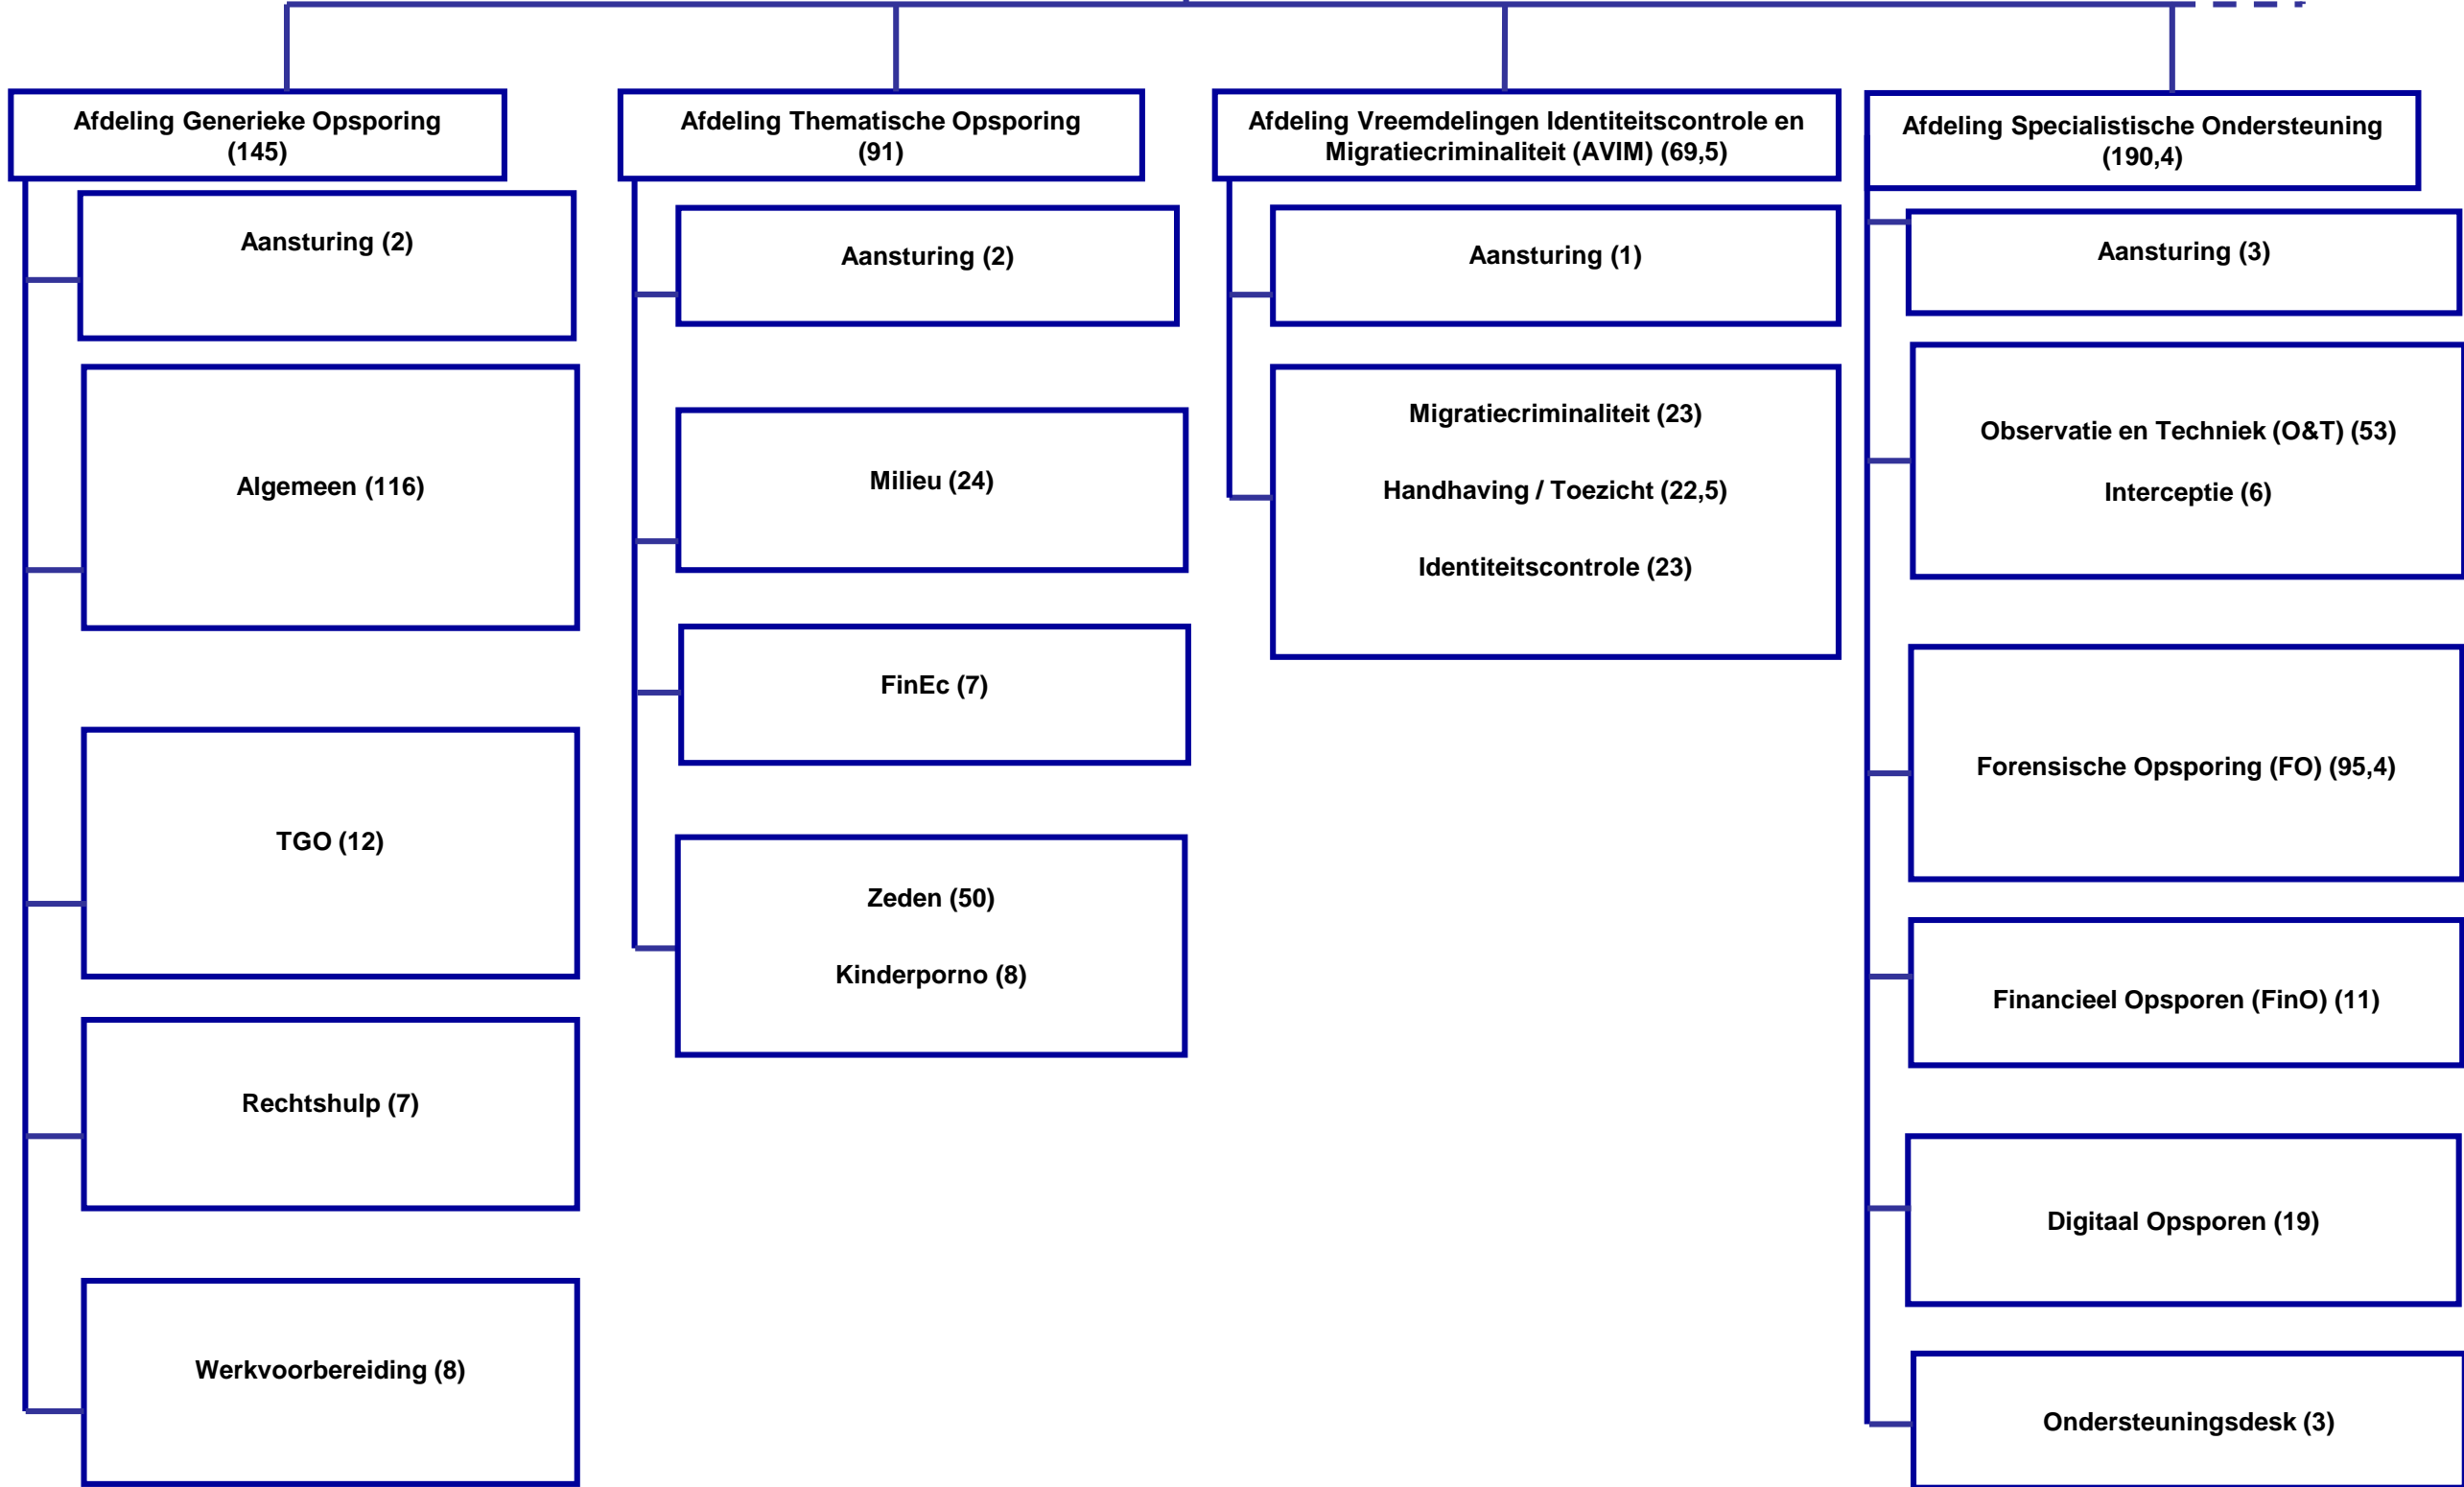 Afdeling Generieke Opsporing
(145)
Aansturing (2)
Algemeen (116)
TGO (12)
Rechtshulp (7)
Werkvoorbereiding (8)
Afdeling Thematische Opsporing
(91)
Aansturing (2)
Milieu (24)
FinEc (7)
Zeden (50)
Kinderporno (8)
Afdeling Vreemdelingen Identiteitscontrole en
Migratiecriminaliteit (AVIM) (69,5)
Aansturing (1)
Migratiecriminaliteit (23)
Handhaving / Toezicht (22,5)
Identiteitscontrole (23)
Afdeling Specialistische Ondersteuning
(190,4)
Aansturing (3)
Observatie en Techniek (O&T) (53)
Interceptie (6)
Forensische Opsporing (FO) (95,4)
Financieel Opsporen (FinO) (11)
Digitaal Opsporen (19)
Ondersteuningsdesk (3)